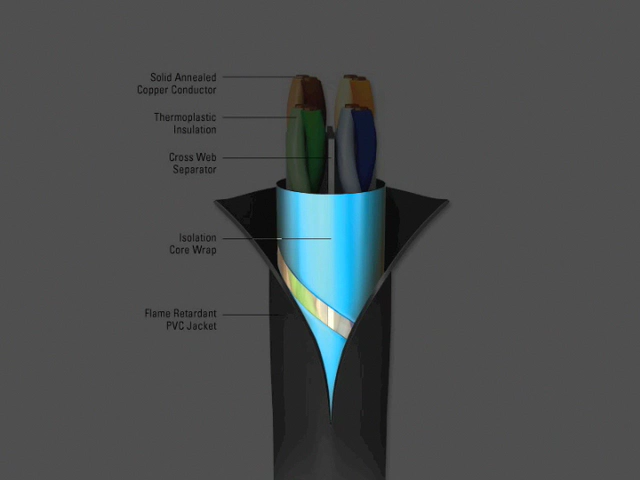 Solid Annealed
Copper Conductor
Thermoplastic
Insulation
Cross Web
Separator
Isolation
Core Wrap
Flame Retardant
PVC Jacket